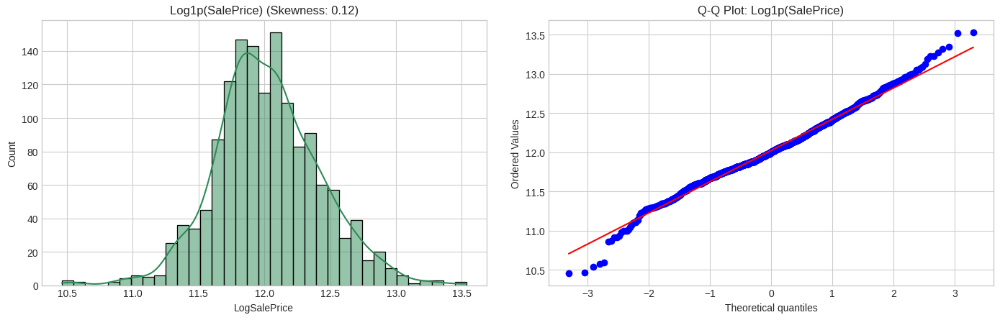 Log1p(SalePrice) (Skewness: 0.12)
Count
140
120
100
80
60
40
20
0
10.5 11.0 11.5 12.0 12.5 13.0 13.5
LogSalePrice
Q-Q Plot: Log1p(SalePrice)
Ordered Values
13.5
13.0
12.5
12.0
11.5
11.0
10.5
−3 −2 −1 0 1 2 3
Theoretical quantiles